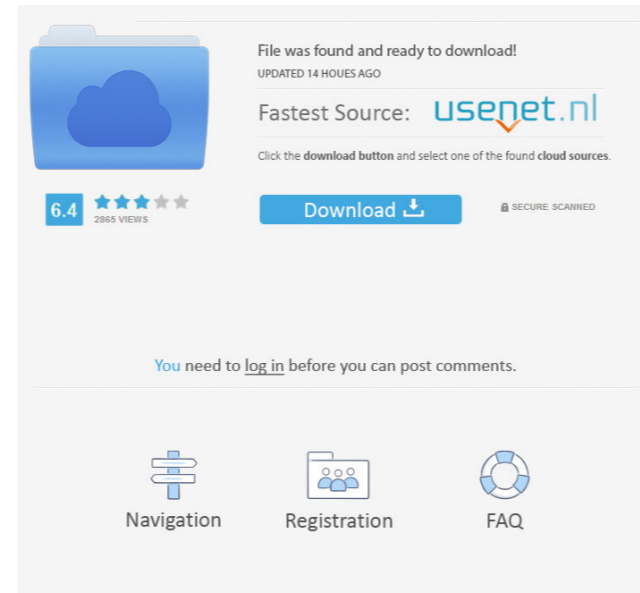 File was found and ready to download!
UPDATED 14 HOUES AGO
Fastest Source: usenet.nl
Click the download button and select one of the found cloud sources.
6.4
2865 VIEWS
Download
SECURE SCANNED
You need to log in before you can post comments.
Navigation
Registration
FAQ